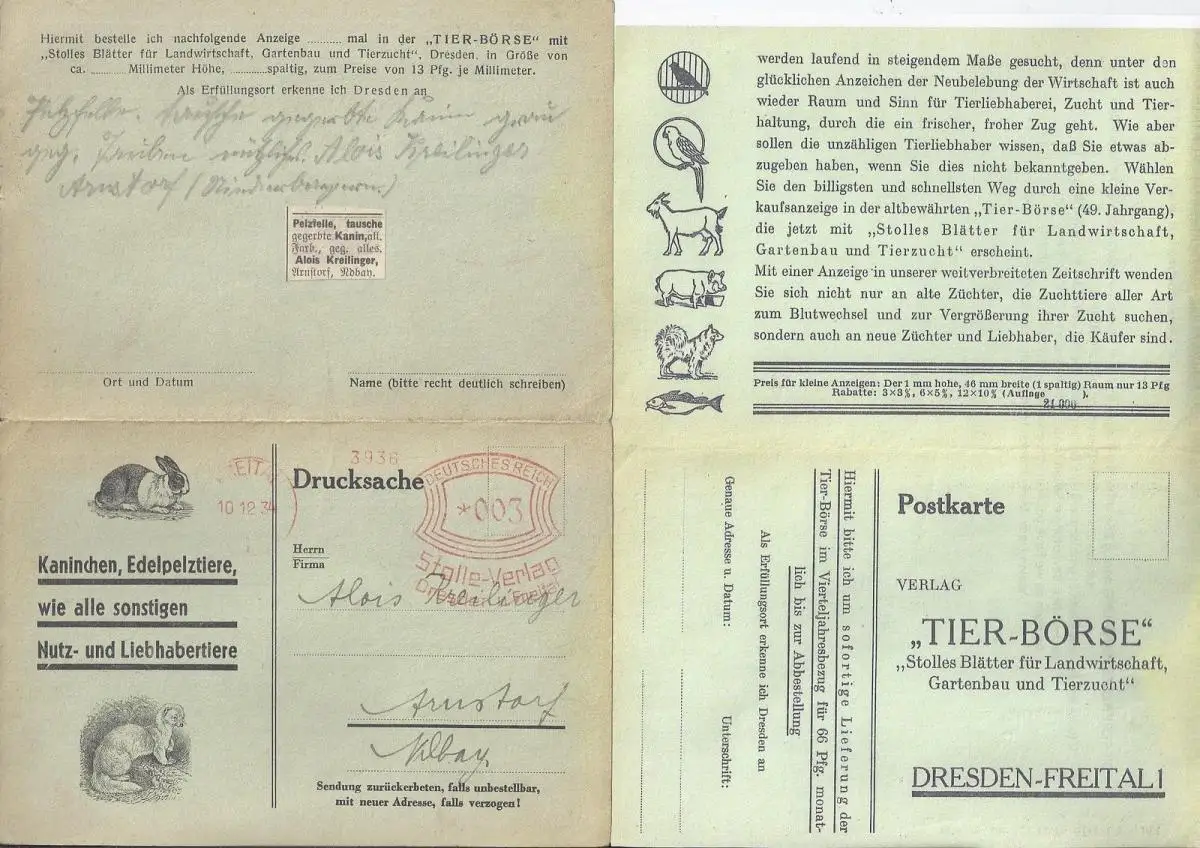 Hiermit bestelle ich nachfolgende Anzeige ......... mal in der „TIER-BÖRSE“ mit
„Stolles Blätter für Landwirtschaft, Gartenbau und Tierzucht“, Dresden, in Größe von
ca. ......... Millimeter Höhe, .........spaltig, zum Preise von 13 Pfg. je Millimeter.
Als Erfüllungsort erkenne ich Dresden an
Pelzfelle. tausche gegerbte Kanin grau
geg. Alois Kreilinger
Arnstorf (Niederbayern.)
Pelzfelle, tausche
gegerbte Kanin, all.
Farb., geg. alles.
Alois Kreilinger,
Arnstorf, Ndbay.
Ort und Datum
Name (bitte recht deutlich schreiben)
Kaninchen, Edelpelztiere,
wie alle sonstigen
Nutz- und Liebhabertiere
10.12.34
3936
Drucksache
DEUTSCHES REICH
*003
Stolle-Verlag
Herrn
Firma
Alois Kreilinger
Arnstorf
Ndbay.
Sendung zurückerbeten, falls unbestellbar,
mit neuer Adresse, falls verzogen!
werden laufend in steigendem Maße gesucht, denn unter den
glücklichen Anzeichen der Neubelebung der Wirtschaft ist auch
wieder Raum und Sinn für Tierliebhaberei, Zucht und Tier-
haltung, durch die ein frischer, froher Zug geht. Wie aber
sollen die unzähligen Tierliebhaber wissen, daß Sie etwas ab-
zugeben haben, wenn Sie dies nicht bekanntgeben. Wählen
Sie den billigsten und schnellsten Weg durch eine kleine Ver-
kaufsanzeige in der altbewährten „Tier-Börse“ (49. Jahrgang),
die jetzt mit „Stolles Blätter für Landwirtschaft,
Gartenbau und Tierzucht“ erscheint.
Mit einer Anzeige in unserer weitverbreiteten Zeitschrift wenden
Sie sich nicht nur an alte Züchter, die Zuchttiere aller Art
zum Blutwechsel und zur Vergrößerung ihrer Zucht suchen,
sondern auch an neue Züchter und Liebhaber, die Käufer sind.
Preis für kleine Anzeigen: Der 1 mm hohe, 46 mm breite (1 spaltig) Raum nur 13 Pfg
Rabatte: 3×3%, 6×5%, 12×10% (Auflage 21 000 ).
Hiermit bitte ich um sofortige Lieferung der
Tier-Börse im Vierteljahresbezug für 66 Pfg. monat-
lich bis zur Abbestellung
Als Erfüllungsort erkenne ich Dresden an
Genaue Adresse u. Datum:
Unterschrift:
Postkarte
VERLAG
„TIER-BÖRSE“
„Stolles Blätter für Landwirtschaft,
Gartenbau und Tierzucht“
DRESDEN-FREITAL 1